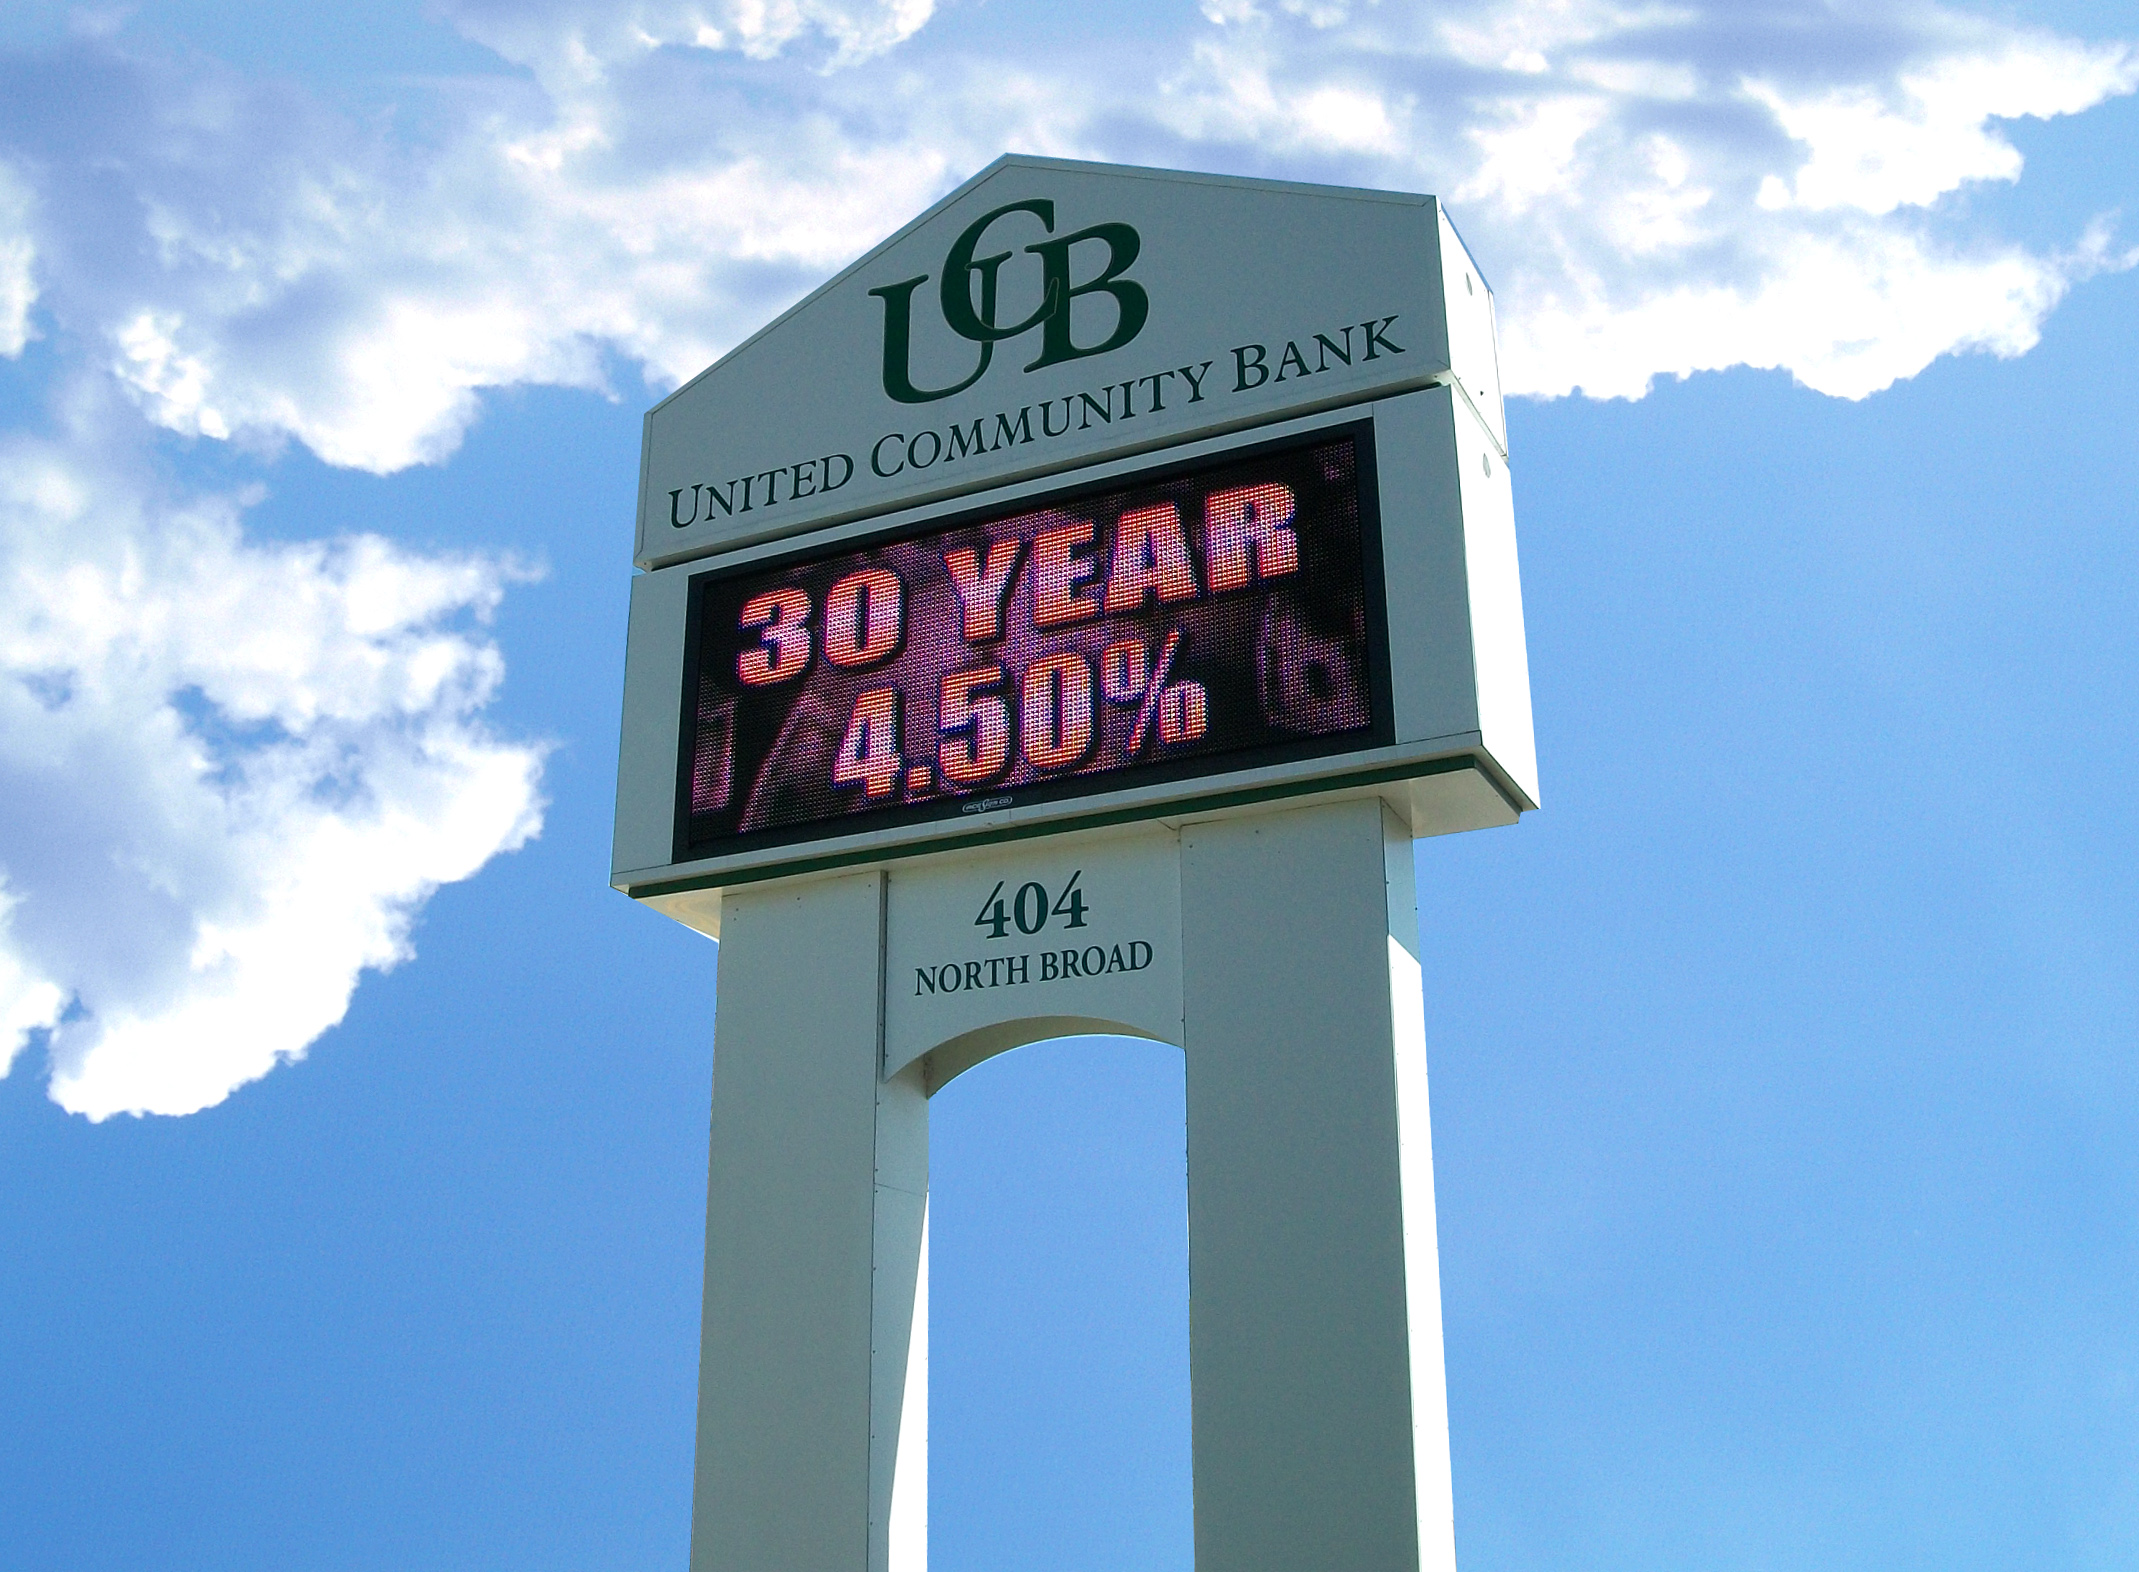 UCB
UNITED COMMUNITY BANK
30 YEAR
4.50%
404
NORTH BROAD